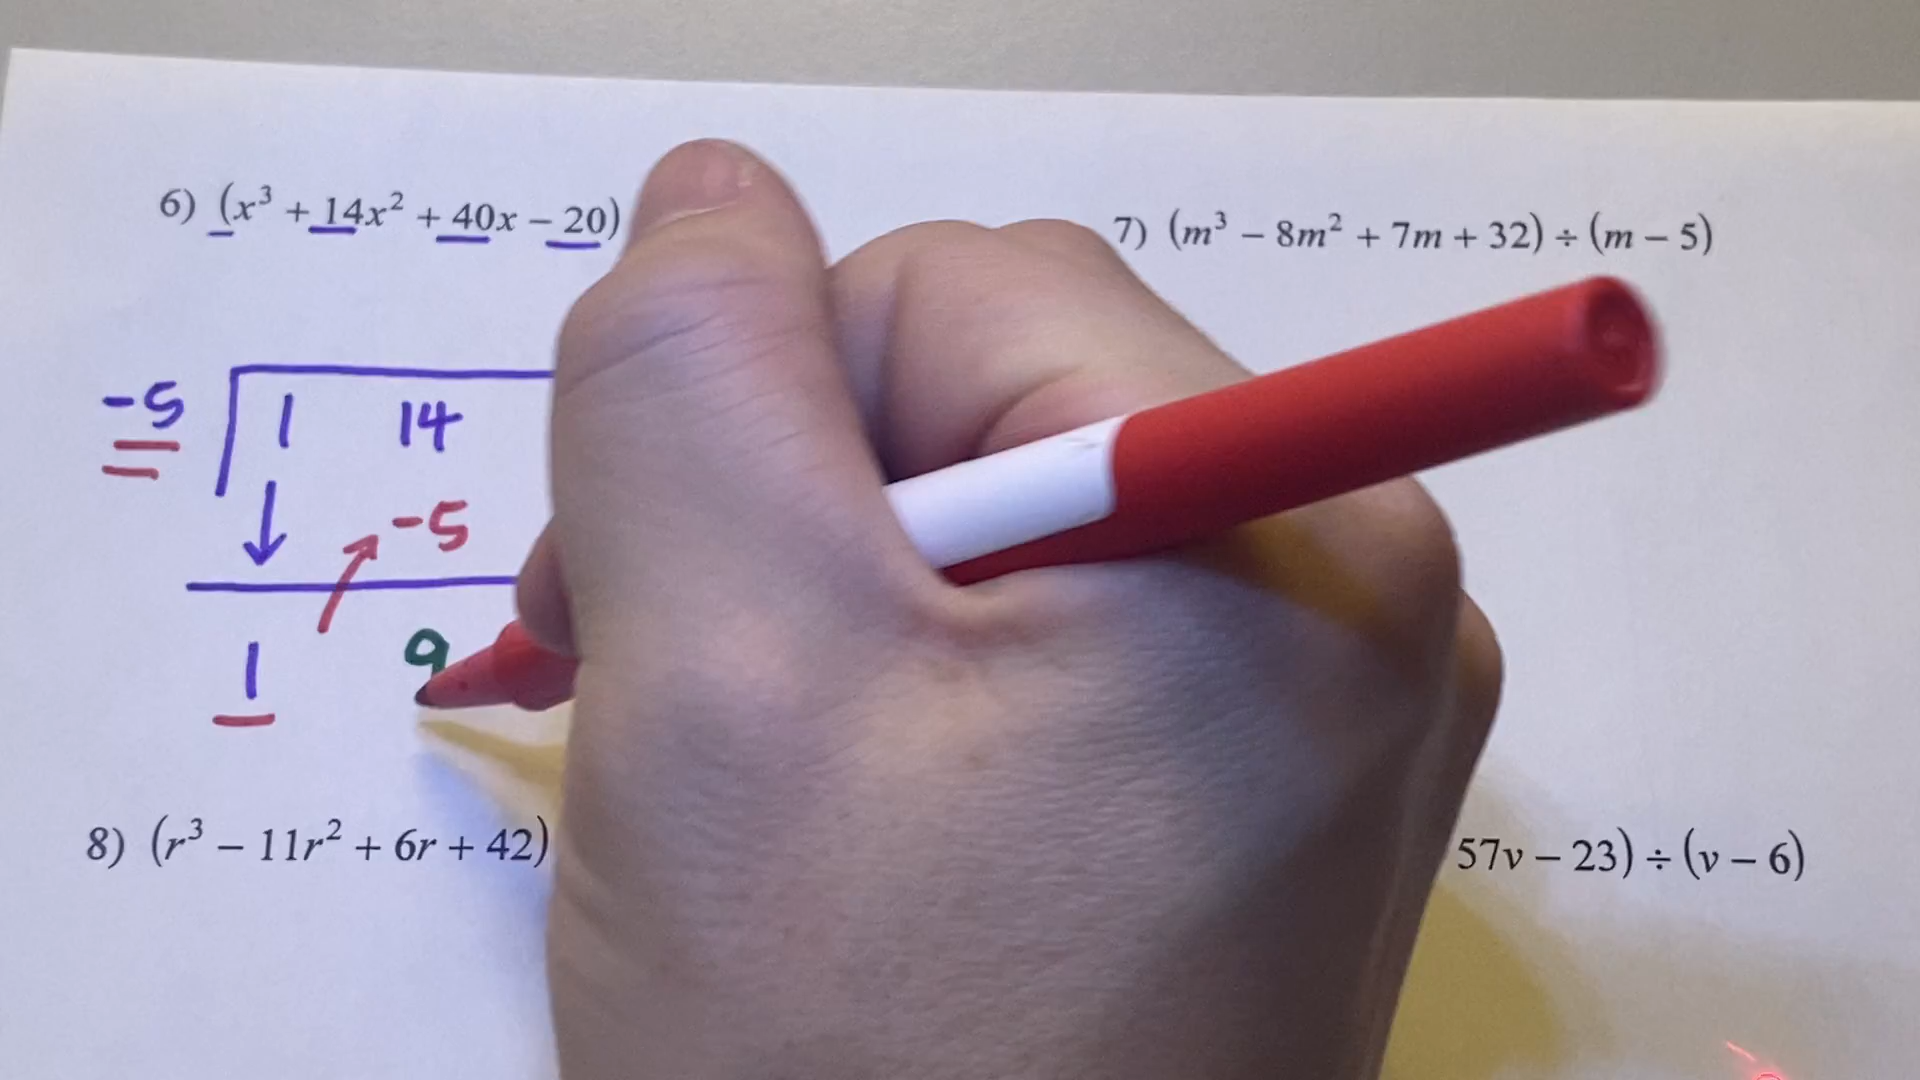 6) (x³ + 14x² + 40x − 20)
7) (m³ − 8m² + 7m + 32) ÷ (m − 5)
-5 1 14
-5
1 9
8) (r³ − 11r² + 6r + 42)
57v − 23) ÷ (v − 6)